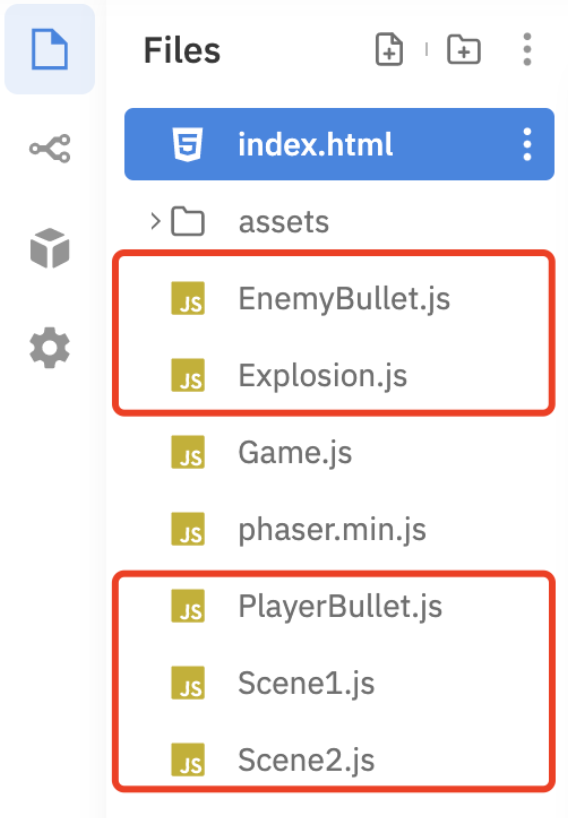 Files
index.html
assets
JS EnemyBullet.js
JS Explosion.js
JS Game.js
JS phaser.min.js
JS PlayerBullet.js
JS Scene1.js
JS Scene2.js